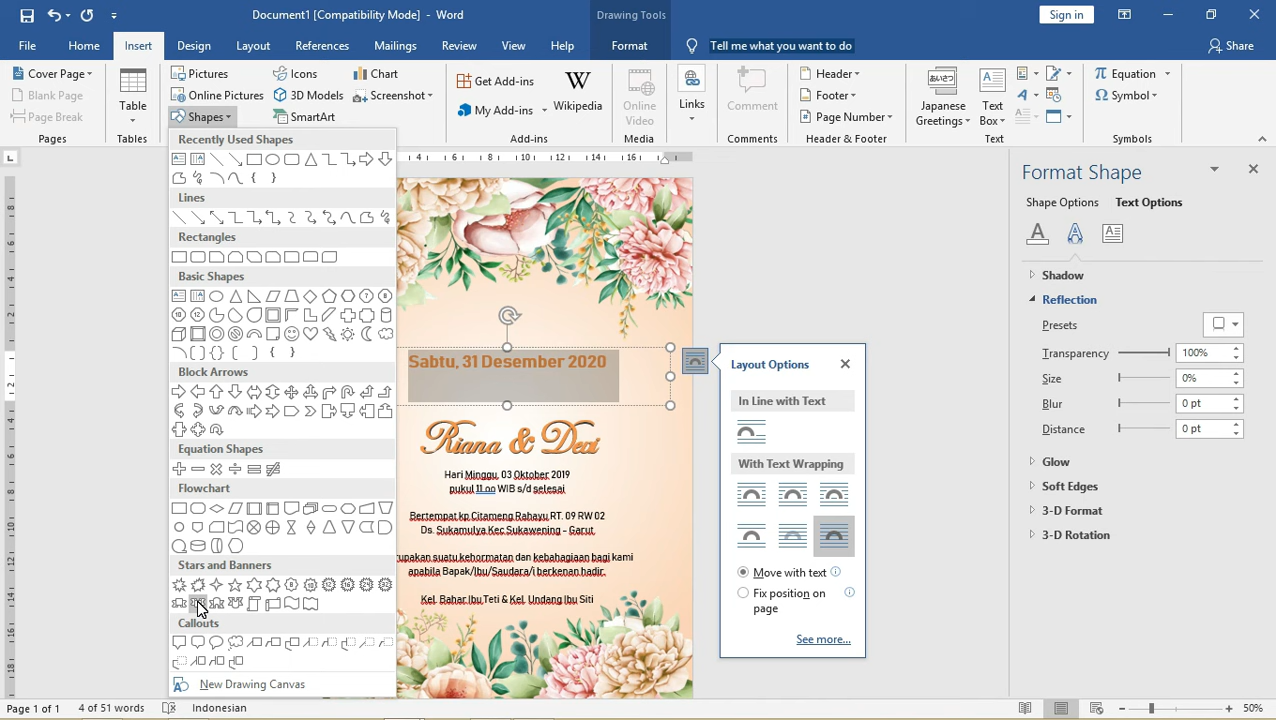 Document1 [Compatibility Mode] - Word
Drawing Tools
Sign in
File
Home
Insert
Design
Layout
References
Mailings
Review
View
Help
Format
Tell me what you want to do
Share
Cover Page
Blank Page
Page Break
Pages
Table
Tables
Pictures
Online Pictures
Shapes
Icons
3D Models
SmartArt
Chart
Screenshot
Get Add-ins
My Add-ins
Wikipedia
Add-ins
Online Video
Media
Links
Comment
Comments
Header
Footer
Page Number
Header & Footer
Japanese Greetings
Text Box
Text
Equation
Symbol
Symbols
Recently Used Shapes
Lines
Rectangles
Basic Shapes
Block Arrows
Equation Shapes
Flowchart
Stars and Banners
Callouts
New Drawing Canvas
Sabtu, 31 Desember 2020
Riana & Dewi
Hari Minggu, 03 Oktober 2019
pukul 11.oo WIB s/d selesai
Bertempat kp Citameng Rahayu RT. 09 RW 02
Ds. Sukamulya Kec Sukawening - Garut
suatu kehormatan dan kebahagiaan bagi kami
apabila Bapak/Ibu/Saudara/i berkenan hadir.
Kel. Bahar Ibu Teti & Kel. Undang Ibu Siti
Layout Options
In Line with Text
With Text Wrapping
Move with text
Fix position on
page
See more...
Format Shape
Shape Options
Text Options
Shadow
Reflection
Presets
Transparency
100%
Size
0%
Blur
0 pt
Distance
0 pt
Glow
Soft Edges
3-D Format
3-D Rotation
Page 1 of 1
4 of 51 words
Indonesian
50%